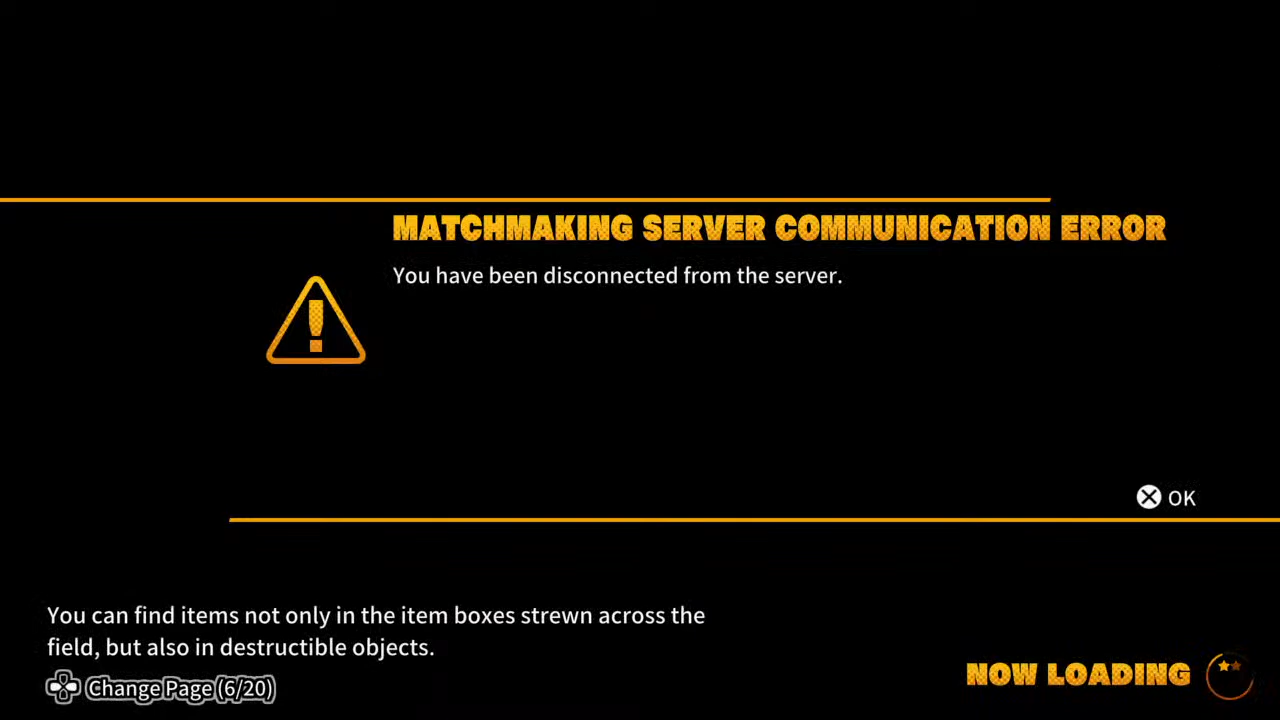 MATCHMAKING SERVER COMMUNICATION ERROR
You have been disconnected from the server.
OK
You can find items not only in the item boxes strewn across the
field, but also in destructible objects.
Change Page (6/20)
NOW LOADING